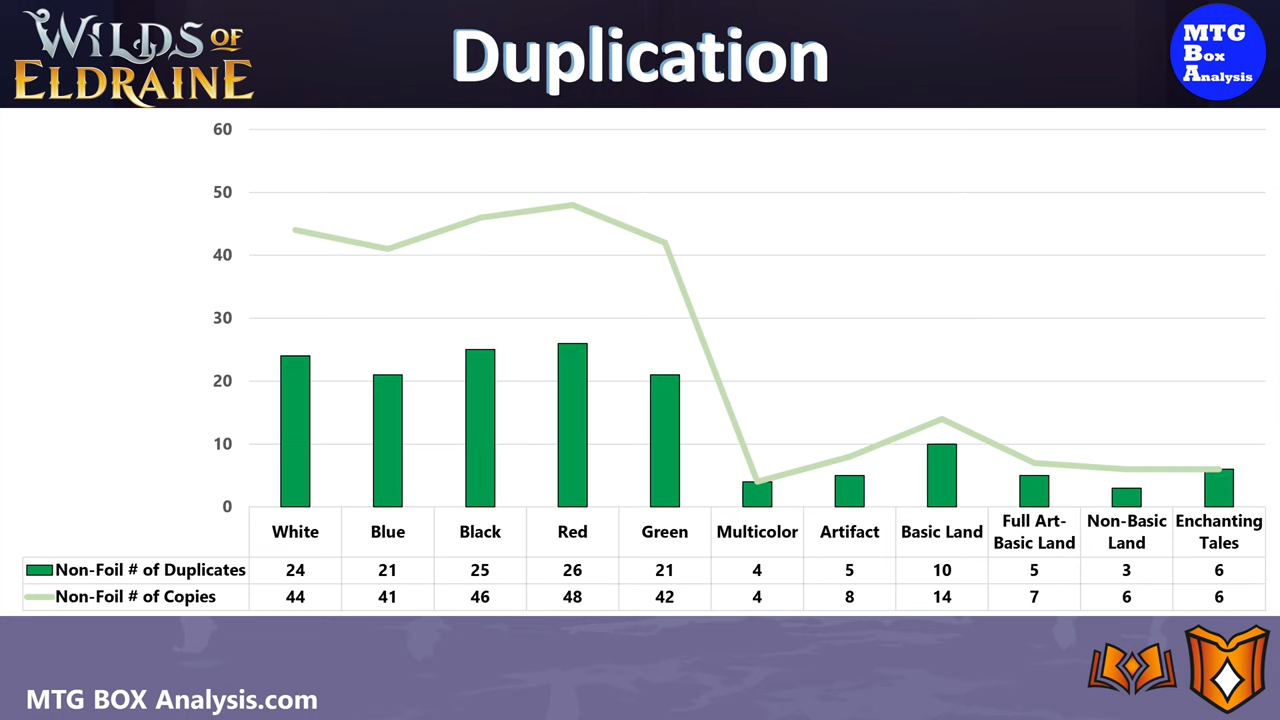 WILDS OF
ELDRAINE
Duplication
MTG
Box
Analysis
60
50
40
30
20
10
0
White Blue Black Red Green Multicolor Artifact Basic Land Full Art- Basic Land Non-Basic Land Enchanting Tales
Non-Foil # of Duplicates 24 21 25 26 21 4 5 10 5 3 6
Non-Foil # of Copies 44 41 46 48 42 4 8 14 7 6 6
MTG BOX Analysis.com